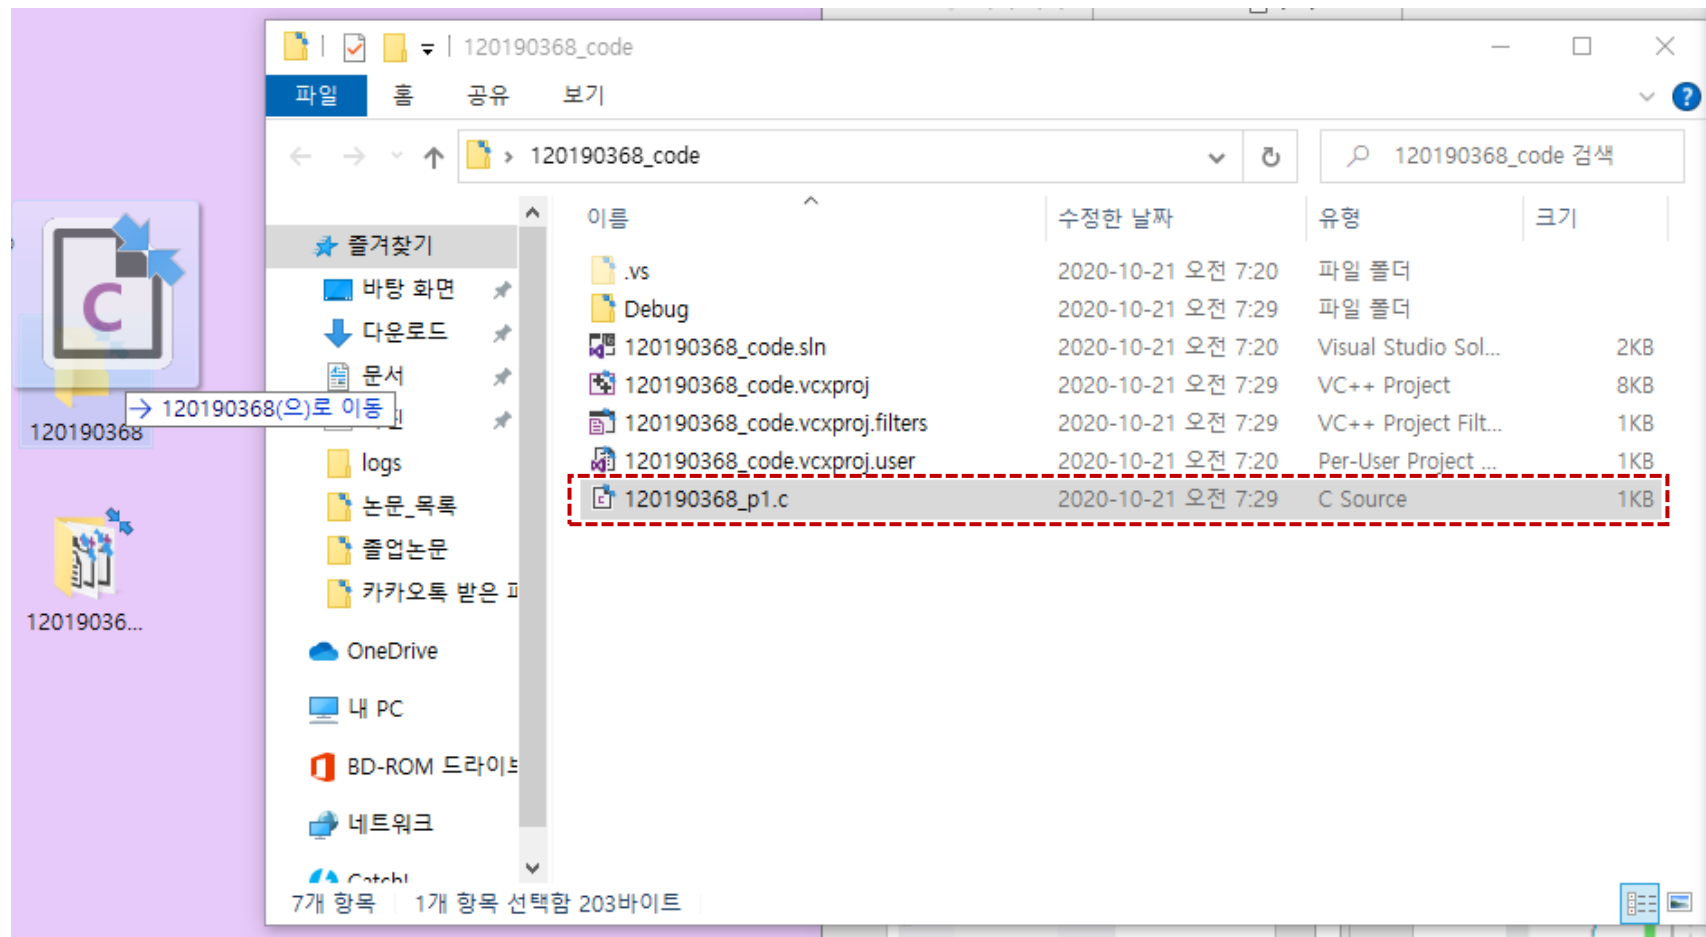 120190368_code
파일 홈 공유 보기
120190368_code
120190368_code 검색
이름 수정한 날짜 유형 크기
즐겨찾기
바탕 화면
다운로드
문서
logs
논문_목록
졸업논문
카카오톡 받은
OneDrive
내 PC
BD-ROM 드라이브
네트워크
Catch!
.vs 2020-10-21 오전 7:20 파일 폴더
Debug 2020-10-21 오전 7:29 파일 폴더
120190368_code.sln 2020-10-21 오전 7:20 Visual Studio Sol... 2KB
120190368_code.vcxproj 2020-10-21 오전 7:29 VC++ Project 8KB
120190368_code.vcxproj.filters 2020-10-21 오전 7:29 VC++ Project Filt... 1KB
120190368_code.vcxproj.user 2020-10-21 오전 7:20 Per-User Project ... 1KB
120190368_p1.c 2020-10-21 오전 7:29 C Source 1KB
C
→ 120190368(으)로 이동
120190368
12019036...
7개 항목 1개 항목 선택함 203바이트